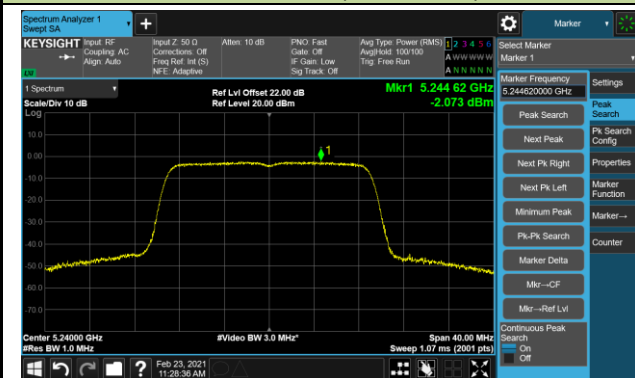 Spectrum Analyzer 1
Swept SA
+
Marker
KEYSIGHT
Input: RF
Coupling: AC
Align: Auto
Input Z: 50 Ω
Corrections: Off
Freq Ref: Int (S)
NFE: Adaptive
Atten: 10 dB
PNO: Fast
Gate: Off
IF Gain: Low
Sig Track: Off
Avg Type: Power (RMS)
Avg|Hold: 100/100
Trig: Free Run
1 2 3 4 5 6
A W W W W W
A N N N N N
LXI
Select Marker
Marker 1
1 Spectrum
Scale/Div 10 dB
Log
Ref Lvl Offset 22.00 dB
Ref Level 20.00 dBm
Mkr1 5.244 62 GHz
-2.073 dBm
10.0
0.00
-10.0
-20.0
-30.0
-40.0
-50.0
-60.0
-70.0
1
Center 5.24000 GHz
#Res BW 1.0 MHz
#Video BW 3.0 MHz*
Span 40.00 MHz
Sweep 1.07 ms (2001 pts)
Marker Frequency
5.244620000 GHz
Peak Search
Next Peak
Next Pk Right
Next Pk Left
Minimum Peak
Pk-Pk Search
Marker Delta
Mkr→CF
Mkr→Ref Lvl
Continuous Peak
Search
On
Off
Settings
Peak
Search
Pk Search
Config
Properties
Marker
Function
Marker→
Counter
?
Feb 23, 2021
11:28:36 AM